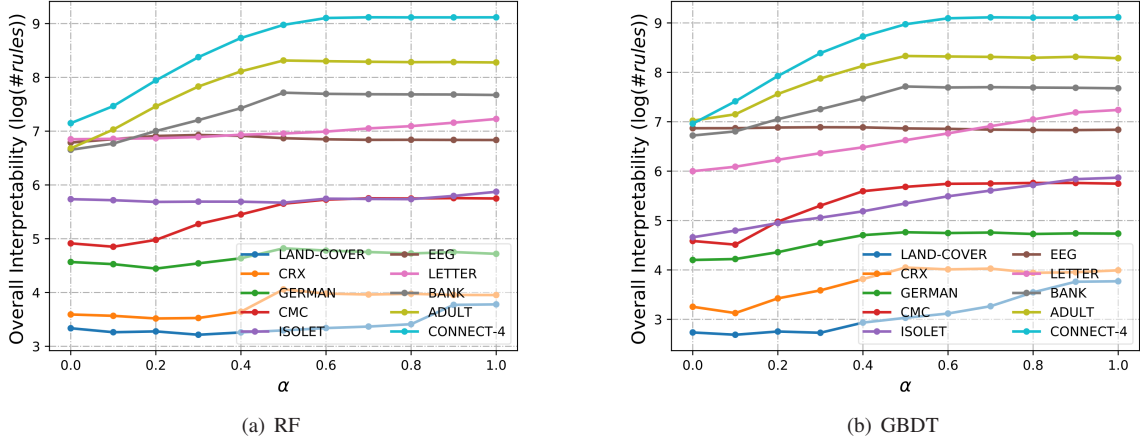 Overall Interpretability (log(#rules))
9
8
7
6
5
4
3
LAND-COVER
CRX
GERMAN
CMC
ISOLET
EEG
LETTER
BANK
ADULT
CONNECT-4
0.0 0.2 0.4 0.6 0.8 1.0
α
(a) RF
Overall Interpretability (log(#rules))
9
8
7
6
5
4
3
LAND-COVER
CRX
GERMAN
CMC
ISOLET
EEG
LETTER
BANK
ADULT
CONNECT-4
0.0 0.2 0.4 0.6 0.8 1.0
α
(b) GBDT